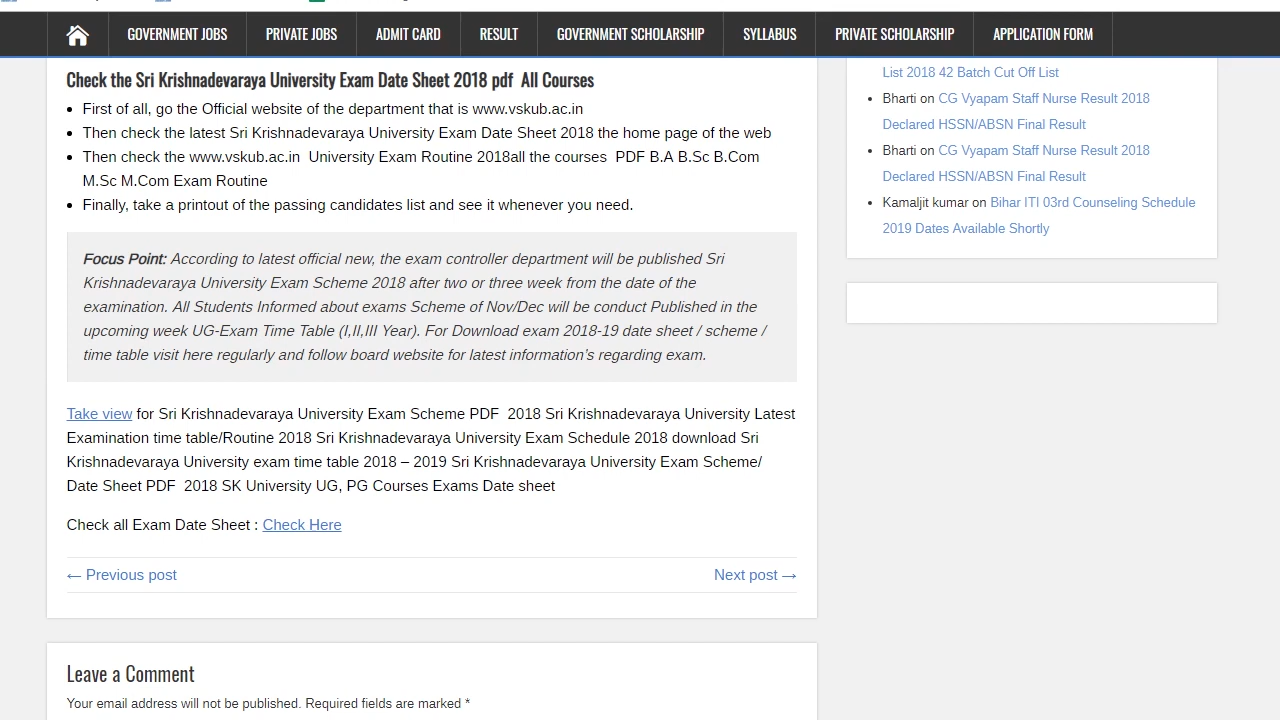 GOVERNMENT JOBS
PRIVATE JOBS
ADMIT CARD
RESULT
GOVERNMENT SCHOLARSHIP
SYLLABUS
PRIVATE SCHOLARSHIP
APPLICATION FORM
Check the Sri Krishnadevaraya University Exam Date Sheet 2018 pdf  All Courses
First of all, go the Official website of the department that is www.vskub.ac.in
Then check the latest Sri Krishnadevaraya University Exam Date Sheet 2018 the home page of the web
Then check the www.vskub.ac.in  University Exam Routine 2018all the courses  PDF B.A B.Sc B.Com
M.Sc M.Com Exam Routine
Finally, take a printout of the passing candidates list and see it whenever you need.
Focus Point: According to latest official new, the exam controller department will be published Sri
Krishnadevaraya University Exam Scheme 2018 after two or three week from the date of the
examination. All Students Informed about exams Scheme of Nov/Dec will be conduct Published in the
upcoming week UG-Exam Time Table (I,II,III Year). For Download exam 2018-19 date sheet / scheme /
time table visit here regularly and follow board website for latest information's regarding exam.
Take view for Sri Krishnadevaraya University Exam Scheme PDF  2018 Sri Krishnadevaraya University Latest
Examination time table/Routine 2018 Sri Krishnadevaraya University Exam Schedule 2018 download Sri
Krishnadevaraya University exam time table 2018 – 2019 Sri Krishnadevaraya University Exam Scheme/
Date Sheet PDF  2018 SK University UG, PG Courses Exams Date sheet
Check all Exam Date Sheet : Check Here
← Previous post
Next post →
Leave a Comment
Your email address will not be published. Required fields are marked *
List 2018 42 Batch Cut Off List
Bharti on CG Vyapam Staff Nurse Result 2018
Declared HSSN/ABSN Final Result
Bharti on CG Vyapam Staff Nurse Result 2018
Declared HSSN/ABSN Final Result
Kamaljit kumar on Bihar ITI 03rd Counseling Schedule
2019 Dates Available Shortly